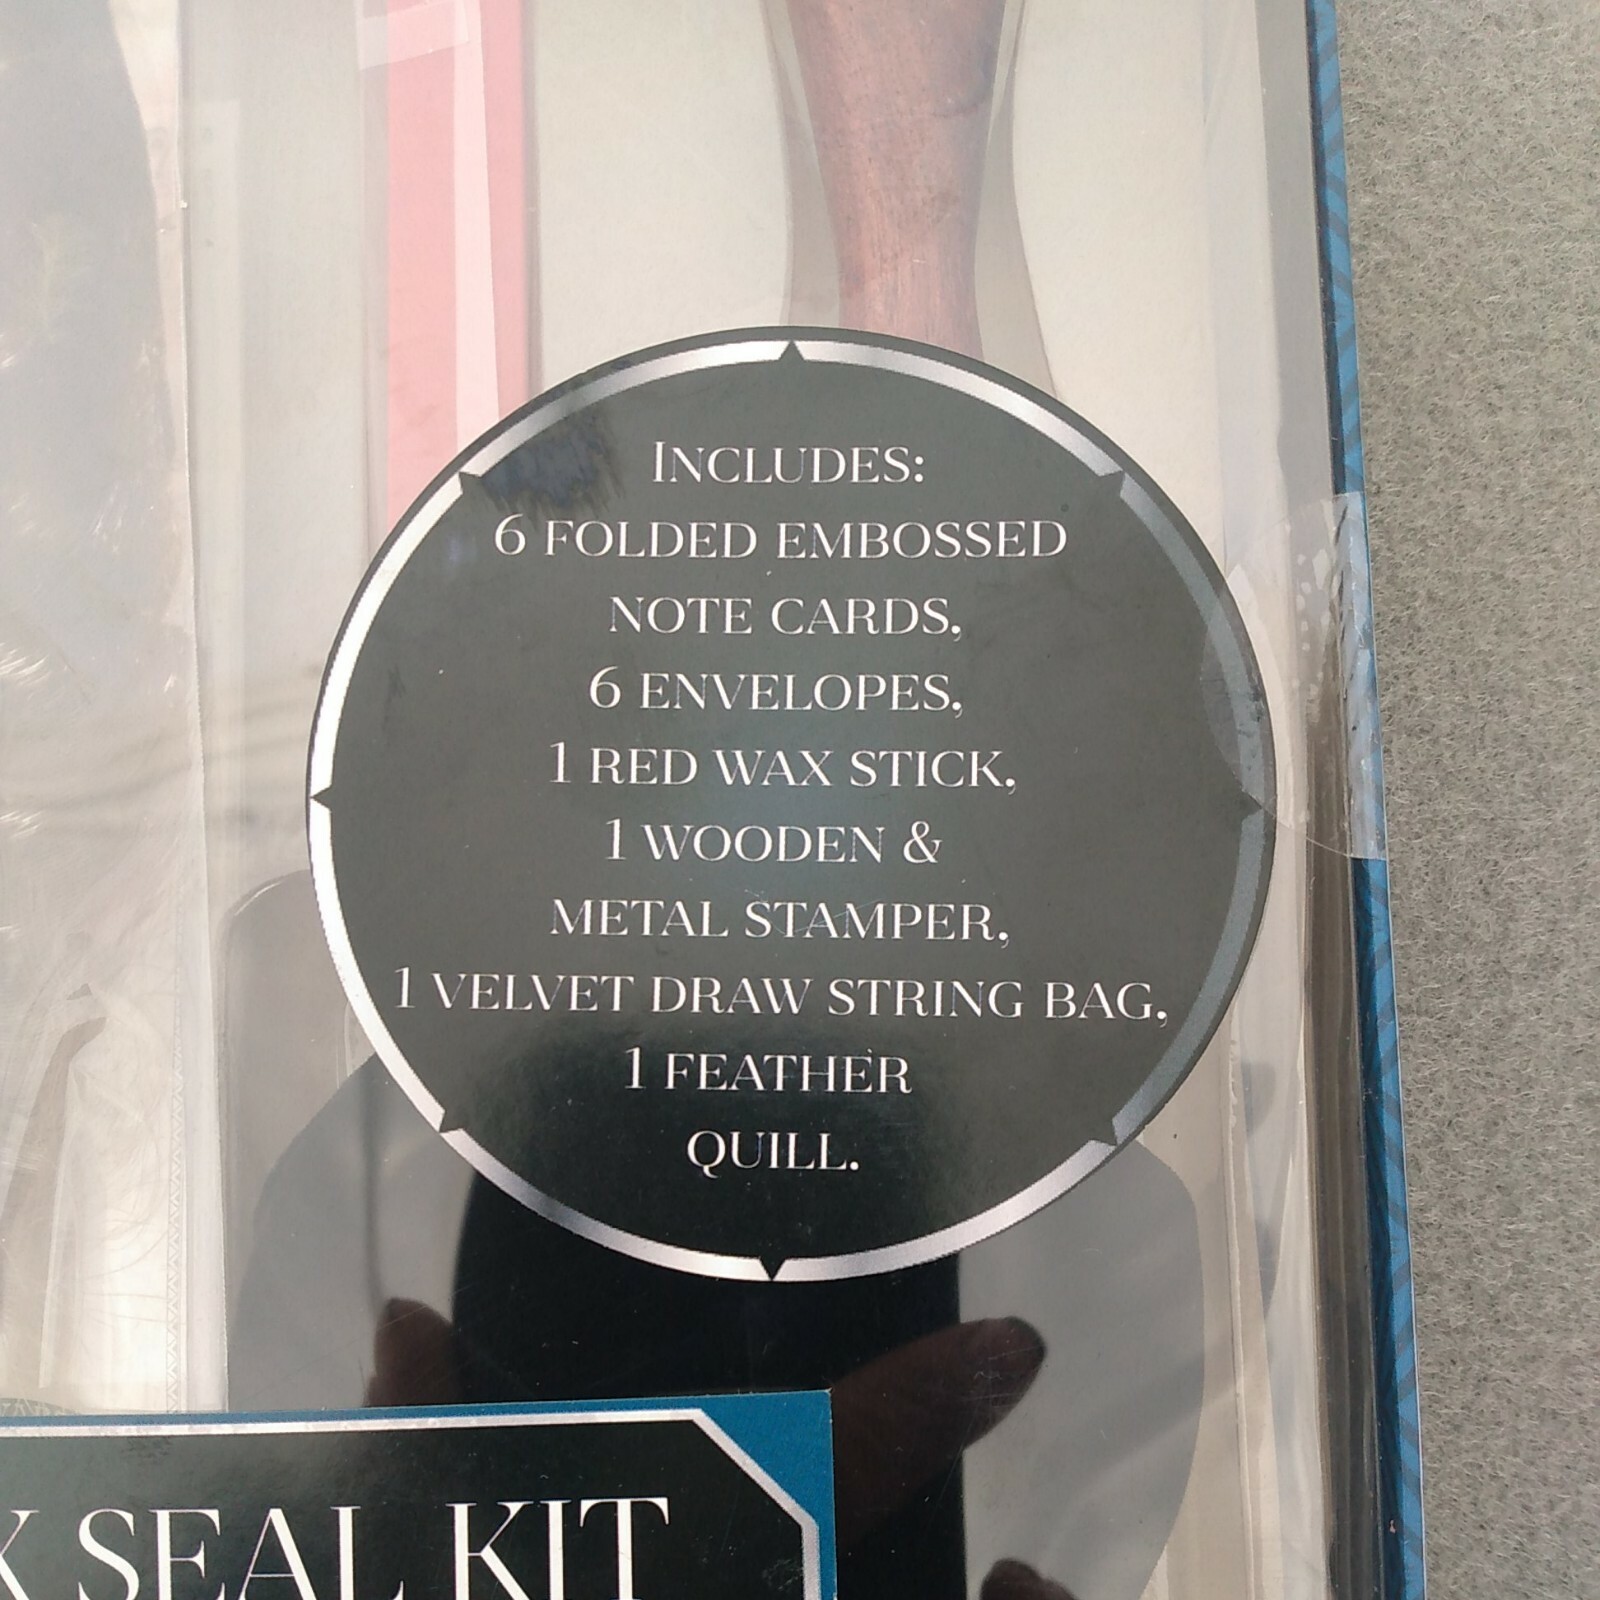 INCLUDES:
6 FOLDED EMBOSSED
NOTE CARDS,
6 ENVELOPES,
1 RED WAX STICK,
1 WOODEN &
METAL STAMPER,
1 VELVET DRAW STRING BAG,
1 FEATHER
QUILL.
X SEAL KIT